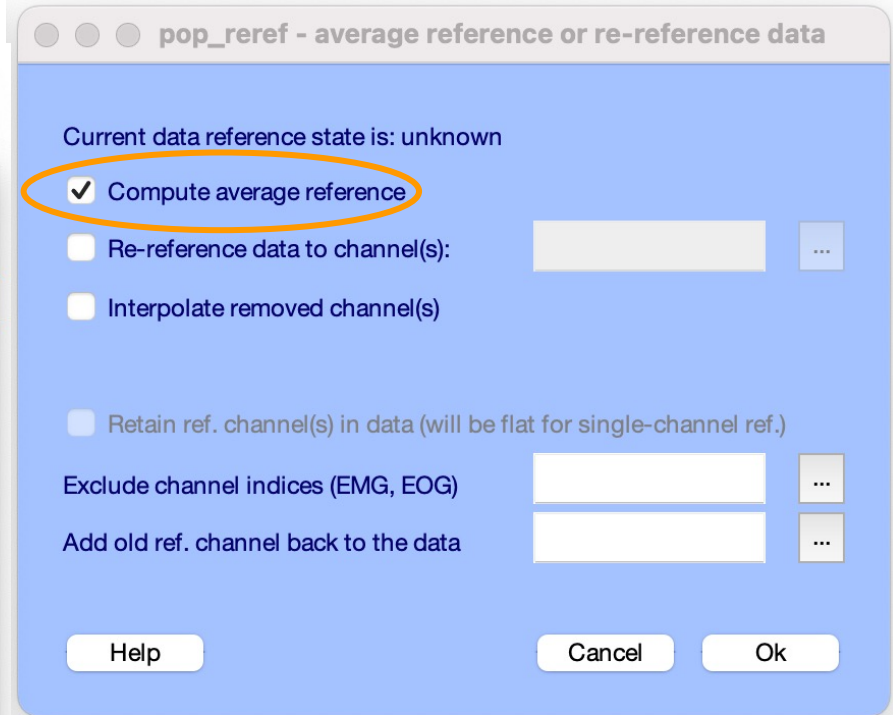 pop_reref - average reference or re-reference data
Current data reference state is: unknown
Compute average reference
Re-reference data to channel(s):
...
Interpolate removed channel(s)
Retain ref. channel(s) in data (will be flat for single-channel ref.)
Exclude channel indices (EMG, EOG)
...
Add old ref. channel back to the data
...
Help
Cancel
Ok